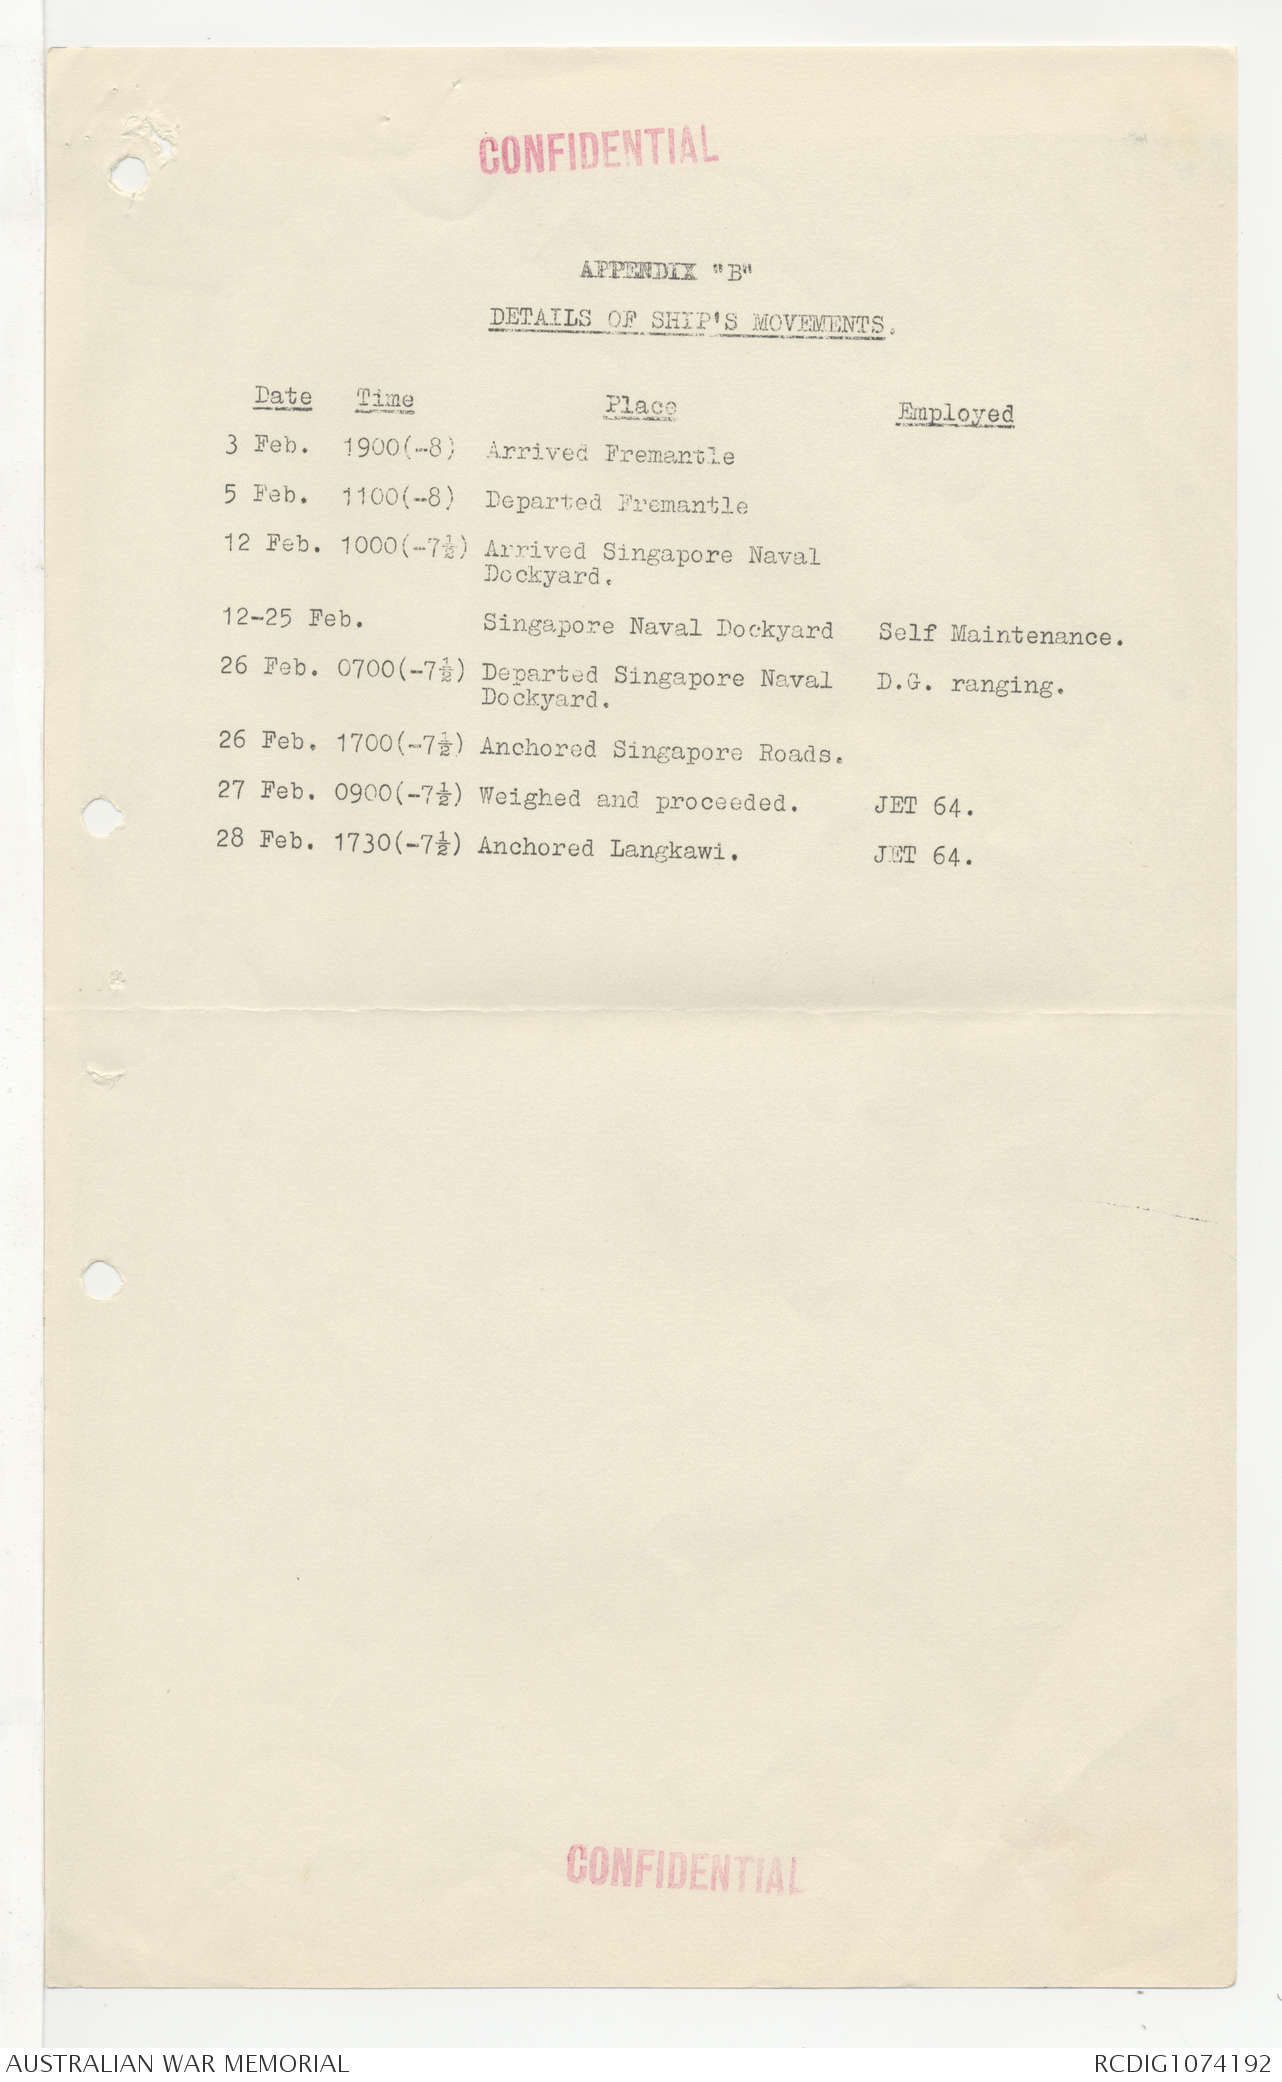 CONFIDENTIAL
APPENDIX "B"
DETAILS OF SHIP'S MOVEMENTS.
Date Time Place Employed
3 Feb. 1900(-8) Arrived Fremantle
5 Feb. 1100(-8) Departed Fremantle
12 Feb. 1000(-7½) Arrived Singapore Naval
Dockyard.
12-25 Feb. Singapore Naval Dockyard Self Maintenance.
26 Feb. 0700(-7½) Departed Singapore Naval D.G. ranging.
Dockyard.
26 Feb. 1700(-7½) Anchored Singapore Roads.
27 Feb. 0900(-7½) Weighed and proceeded. JET 64.
28 Feb. 1730(-7½) Anchored Langkawi. JET 64.
CONFIDENTIAL
AUSTRALIAN WAR MEMORIAL RCDIG1074192